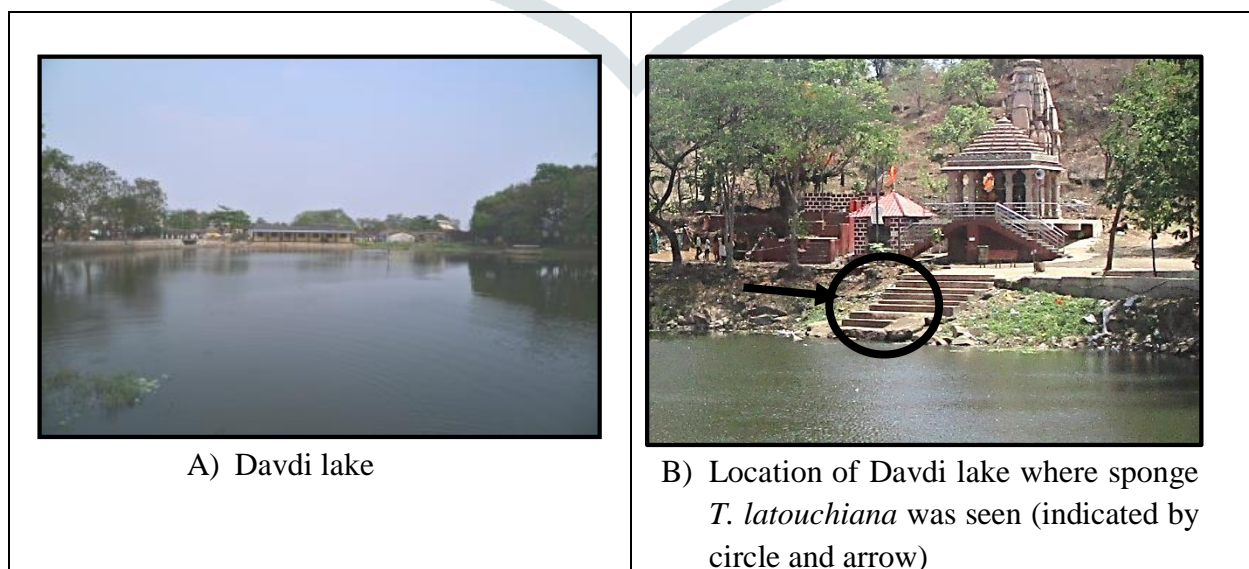 A) Davdi lake
B) Location of Davdi lake where sponge
T. latouchiana was seen (indicated by
circle and arrow)